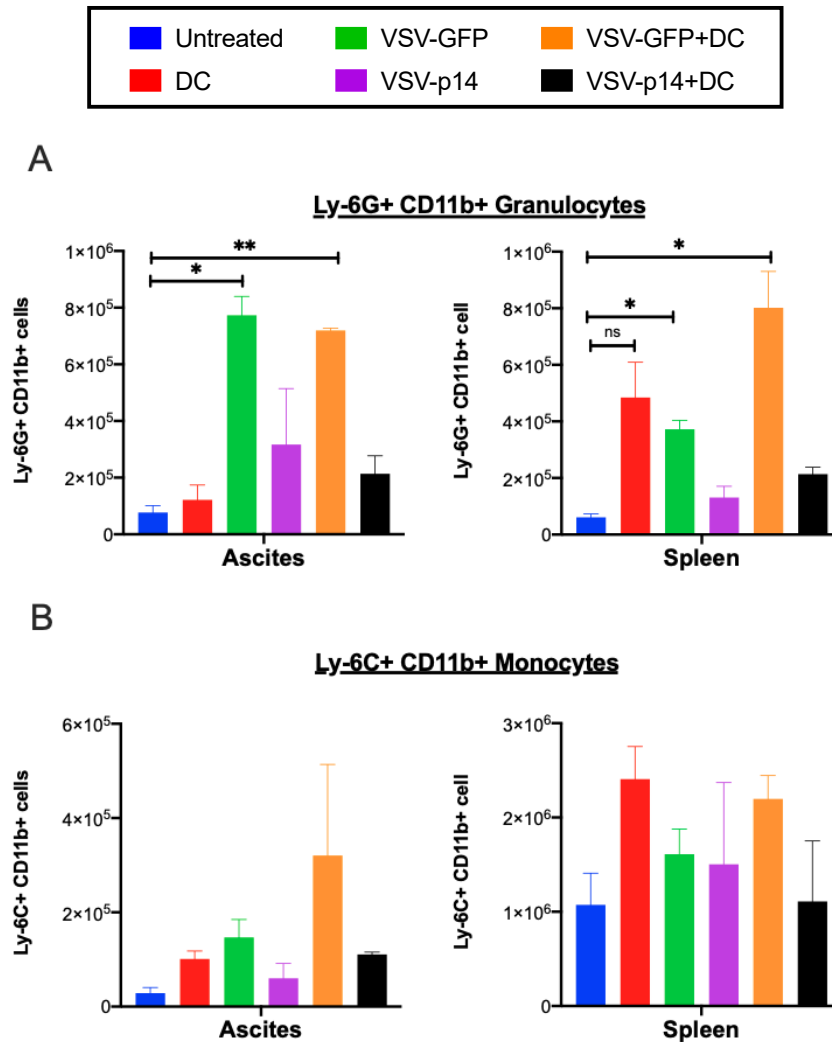 Untreated VSV-GFP VSV-GFP+DC
DC VSV-p14 VSV-p14+DC
A
Ly-6G+ CD11b+ Granulocytes
Ly-6G+ CD11b+ cells
1×10⁶
8×10⁵
6×10⁵
4×10⁵
2×10⁵
0
**
*
Ascites
Ly-6G+ CD11b+ cell
1×10⁶
8×10⁵
6×10⁵
4×10⁵
2×10⁵
0
*
*
ns
Spleen
B
Ly-6C+ CD11b+ Monocytes
Ly-6C+ CD11b+ cells
6×10⁵
4×10⁵
2×10⁵
0
Ascites
Ly-6C+ CD11b+ cell
3×10⁶
2×10⁶
1×10⁶
0
Spleen